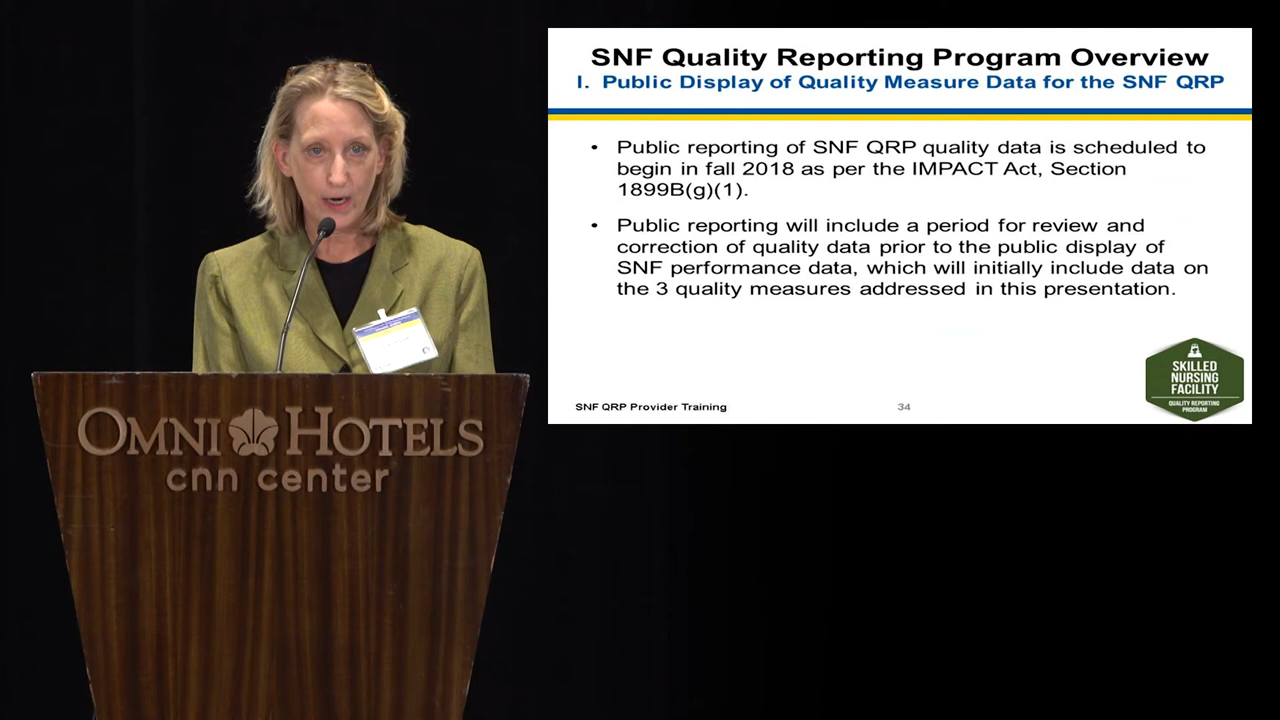 SNF Quality Reporting Program Overview
I. Public Display of Quality Measure Data for the SNF QRP
• Public reporting of SNF QRP quality data is scheduled to
begin in fall 2018 as per the IMPACT Act, Section
1899B(g)(1).
• Public reporting will include a period for review and
correction of quality data prior to the public display of
SNF performance data, which will initially include data on
the 3 quality measures addressed in this presentation.
SKILLED
NURSING
FACILITY
QUALITY REPORTING
PROGRAM
SNF QRP Provider Training
34
OMNI HOTELS
cnn center